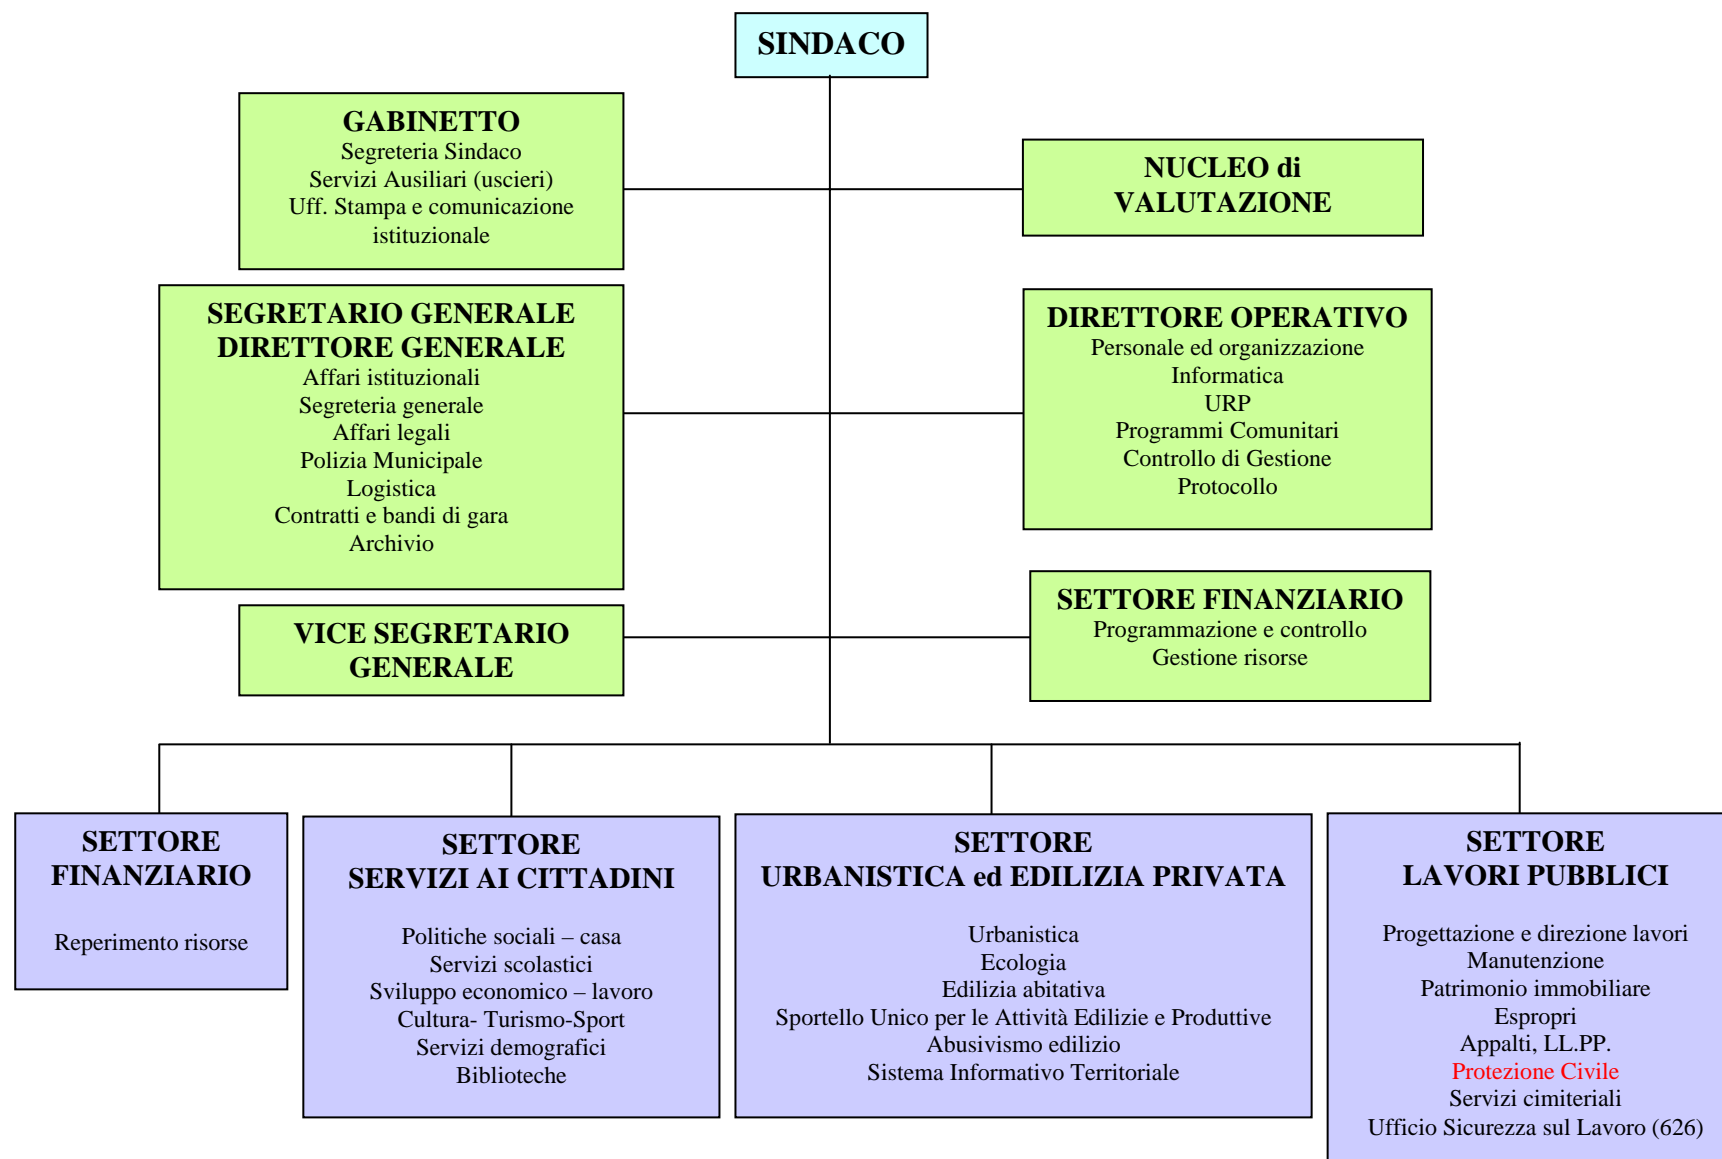 SINDACO
GABINETTO
Segreteria Sindaco
Servizi Ausiliari (uscieri)
Uff. Stampa e comunicazione
istituzionale
NUCLEO di
VALUTAZIONE
SEGRETARIO GENERALE
DIRETTORE GENERALE
Affari istituzionali
Segreteria generale
Affari legali
Polizia Municipale
Logistica
Contratti e bandi di gara
Archivio
DIRETTORE OPERATIVO
Personale ed organizzazione
Informatica
URP
Programmi Comunitari
Controllo di Gestione
Protocollo
VICE SEGRETARIO
GENERALE
SETTORE FINANZIARIO
Programmazione e controllo
Gestione risorse
SETTORE
FINANZIARIO
Reperimento risorse
SETTORE
SERVIZI AI CITTADINI
Politiche sociali – casa
Servizi scolastici
Sviluppo economico – lavoro
Cultura- Turismo-Sport
Servizi demografici
Biblioteche
SETTORE
URBANISTICA ed EDILIZIA PRIVATA
Urbanistica
Ecologia
Edilizia abitativa
Sportello Unico per le Attività Edilizie e Produttive
Abusivismo edilizio
Sistema Informativo Territoriale
SETTORE
LAVORI PUBBLICI
Progettazione e direzione lavori
Manutenzione
Patrimonio immobiliare
Espropri
Appalti, LL.PP.
Protezione Civile
Servizi cimiteriali
Ufficio Sicurezza sul Lavoro (626)